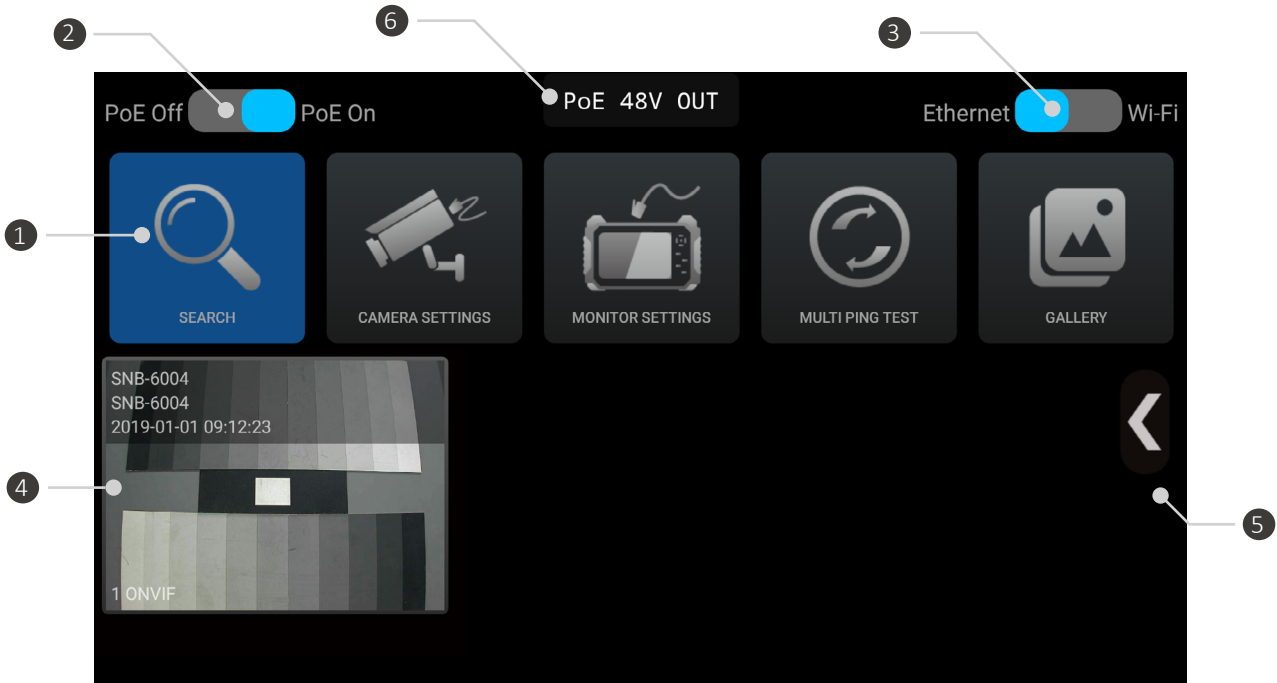 2
6
3
PoE Off
PoE On
PoE 48V OUT
Ethernet
Wi-Fi
1
SEARCH
CAMERA SETTINGS
MONITOR SETTINGS
MULTI PING TEST
GALLERY
SNB-6004
SNB-6004
2019-01-01 09:12:23
4
5
1 ONVIF